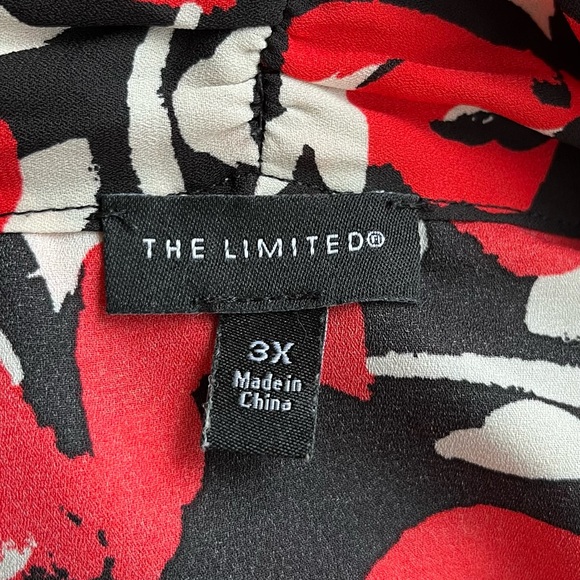 THE LIMITED®
3X
Made in
China